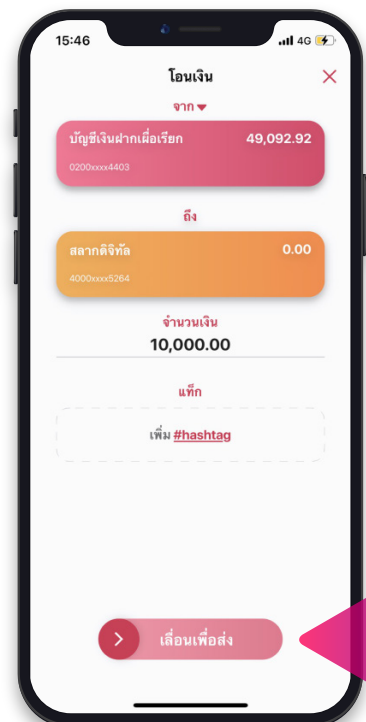 15:46
4G
โอนเงิน
จาก
บัญชีเงินฝากเผื่อเรียก 49,092.92
0200xxxx4403
ถึง
สลากดิจิทัล 0.00
4000xxxx5264
จำนวนเงิน
10,000.00
แท็ก
เพิ่ม #hashtag
เลื่อนเพื่อส่ง